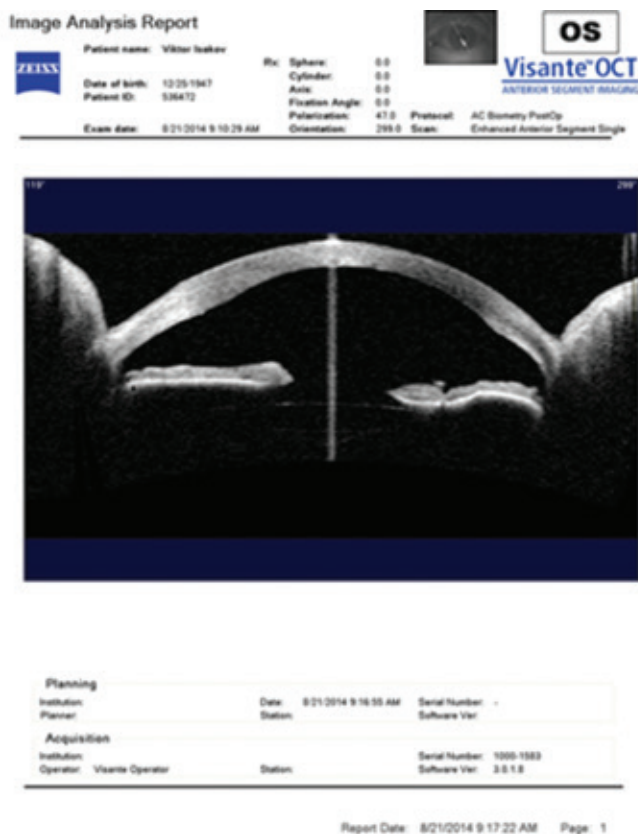 Image Analysis Report
OS
ZEISS
Visante™ OCT
ANTERIOR SEGMENT IMAGING
Patient name: Viktor Isakov
Date of birth: 12/25/1947
Patient ID: 536472
Exam date: 8/21/2014 9:10:29 AM
Rx: Sphere: 0.0
Cylinder: 0.0
Axis: 0.0
Fixation Angle: 0.0
Polarization: 47.0 Protocol: AC Biometry PostOp
Orientation: 299.0 Scan: Enhanced Anterior Segment Single
119° 299°
Planning
Institution: Date: 8/21/2014 9:16:55 AM Serial Number: -
Planner: Station: Software Ver:
Acquisition
Institution: Serial Number: 1000-1583
Operator: Visante Operator Station: Software Ver: 3.0.1.8
Report Date: 8/21/2014 9:17:22 AM Page: 1